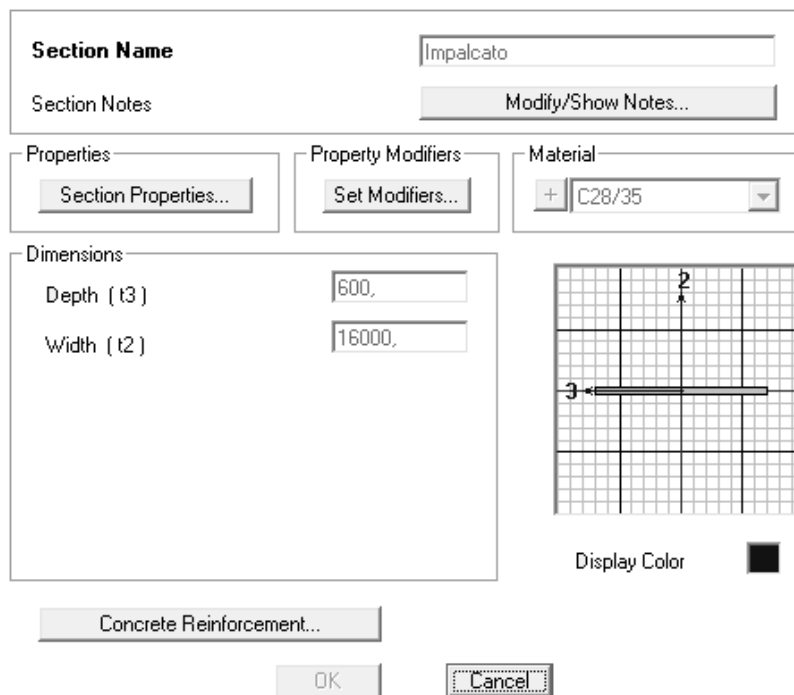 Section Name
Impalcato
Section Notes
Modify/Show Notes...
Properties
Section Properties...
Property Modifiers
Set Modifiers...
Material
+ C28/35
Dimensions
Depth ( t3 )
600,
Width ( t2 )
16000,
2
3
Display Color
Concrete Reinforcement...
OK
Cancel